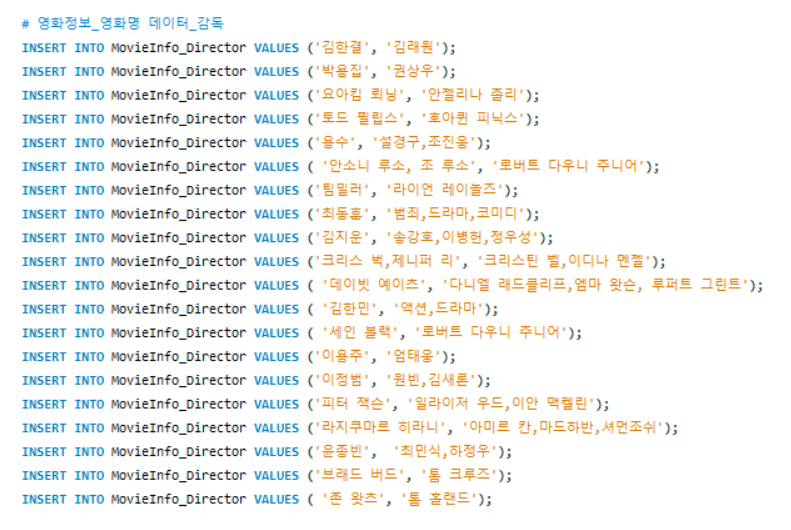 # 영화정보_영화명 데이터_감독
INSERT INTO MovieInfo_Director VALUES ('김한결', '김래원');
INSERT INTO MovieInfo_Director VALUES ('박용집', '권상우');
INSERT INTO MovieInfo_Director VALUES ('요아킴 뢰닝', '안젤리나 졸리');
INSERT INTO MovieInfo_Director VALUES ('토드 필립스', '호아퀸 피닉스');
INSERT INTO MovieInfo_Director VALUES ('용수', '설경구,조진웅');
INSERT INTO MovieInfo_Director VALUES ( '안소니 루소, 조 루소', '로버트 다우니 주니어');
INSERT INTO MovieInfo_Director VALUES ('팀밀러', '라이언 레이놀즈');
INSERT INTO MovieInfo_Director VALUES ('최동훈', '범죄,드라마,코미디');
INSERT INTO MovieInfo_Director VALUES ('김지운', '송강호,이병헌,정우성');
INSERT INTO MovieInfo_Director VALUES ('크리스 벅,제니퍼 리', '크리스틴 벨,이디나 멘젤');
INSERT INTO MovieInfo_Director VALUES ( '데이빗 예이츠', '다니엘 래드클리프,엠마 왓슨, 루퍼트 그린트');
INSERT INTO MovieInfo_Director VALUES ( '김한민', '액션,드라마');
INSERT INTO MovieInfo_Director VALUES ( '세인 블랙', '로버트 다우니 주니어');
INSERT INTO MovieInfo_Director VALUES ('이용주', '엄태웅');
INSERT INTO MovieInfo_Director VALUES ('이정범', '원빈,김새론');
INSERT INTO MovieInfo_Director VALUES ('피터 잭슨', '일라이저 우드,이안 맥켈린');
INSERT INTO MovieInfo_Director VALUES ('라지쿠마르 히라니', '아미르 칸,마드하반,셔먼조쉬');
INSERT INTO MovieInfo_Director VALUES ('윤종빈', '최민식,하정우');
INSERT INTO MovieInfo_Director VALUES ('브래드 버드', '톰 크루즈');
INSERT INTO MovieInfo_Director VALUES ( '존 왓츠', '톰 홀랜드');